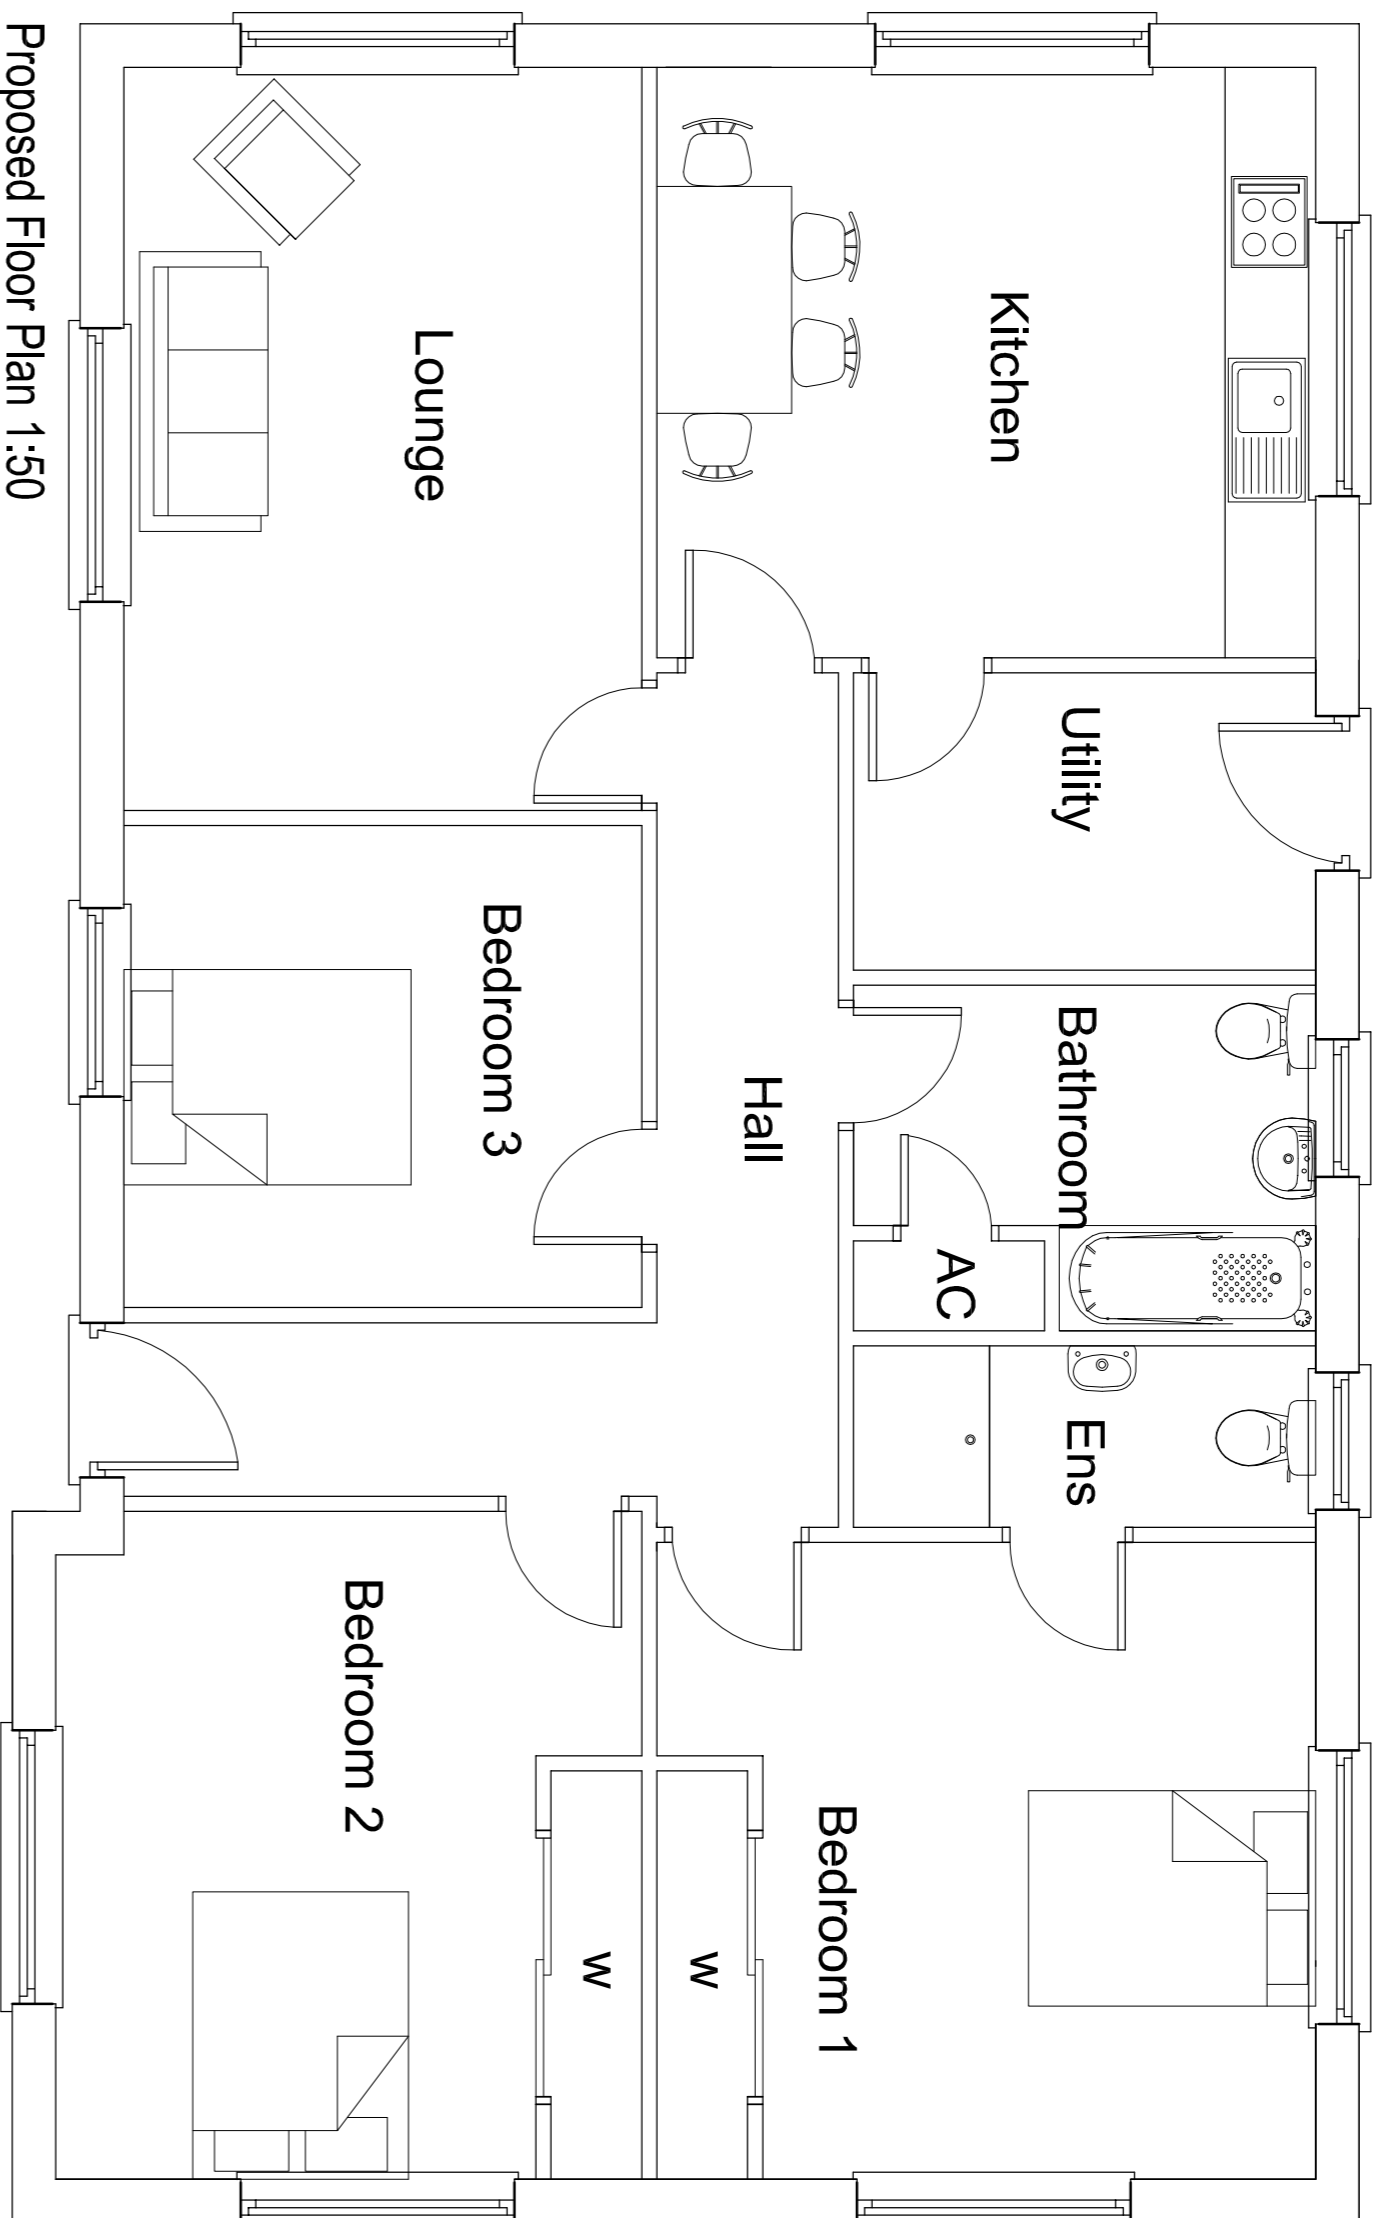 Kitchen
Utility
Bathroom
AC
Ens
Bedroom 1
w
w
Hall
Lounge
Bedroom 3
Bedroom 2
Proposed Floor Plan 1:50